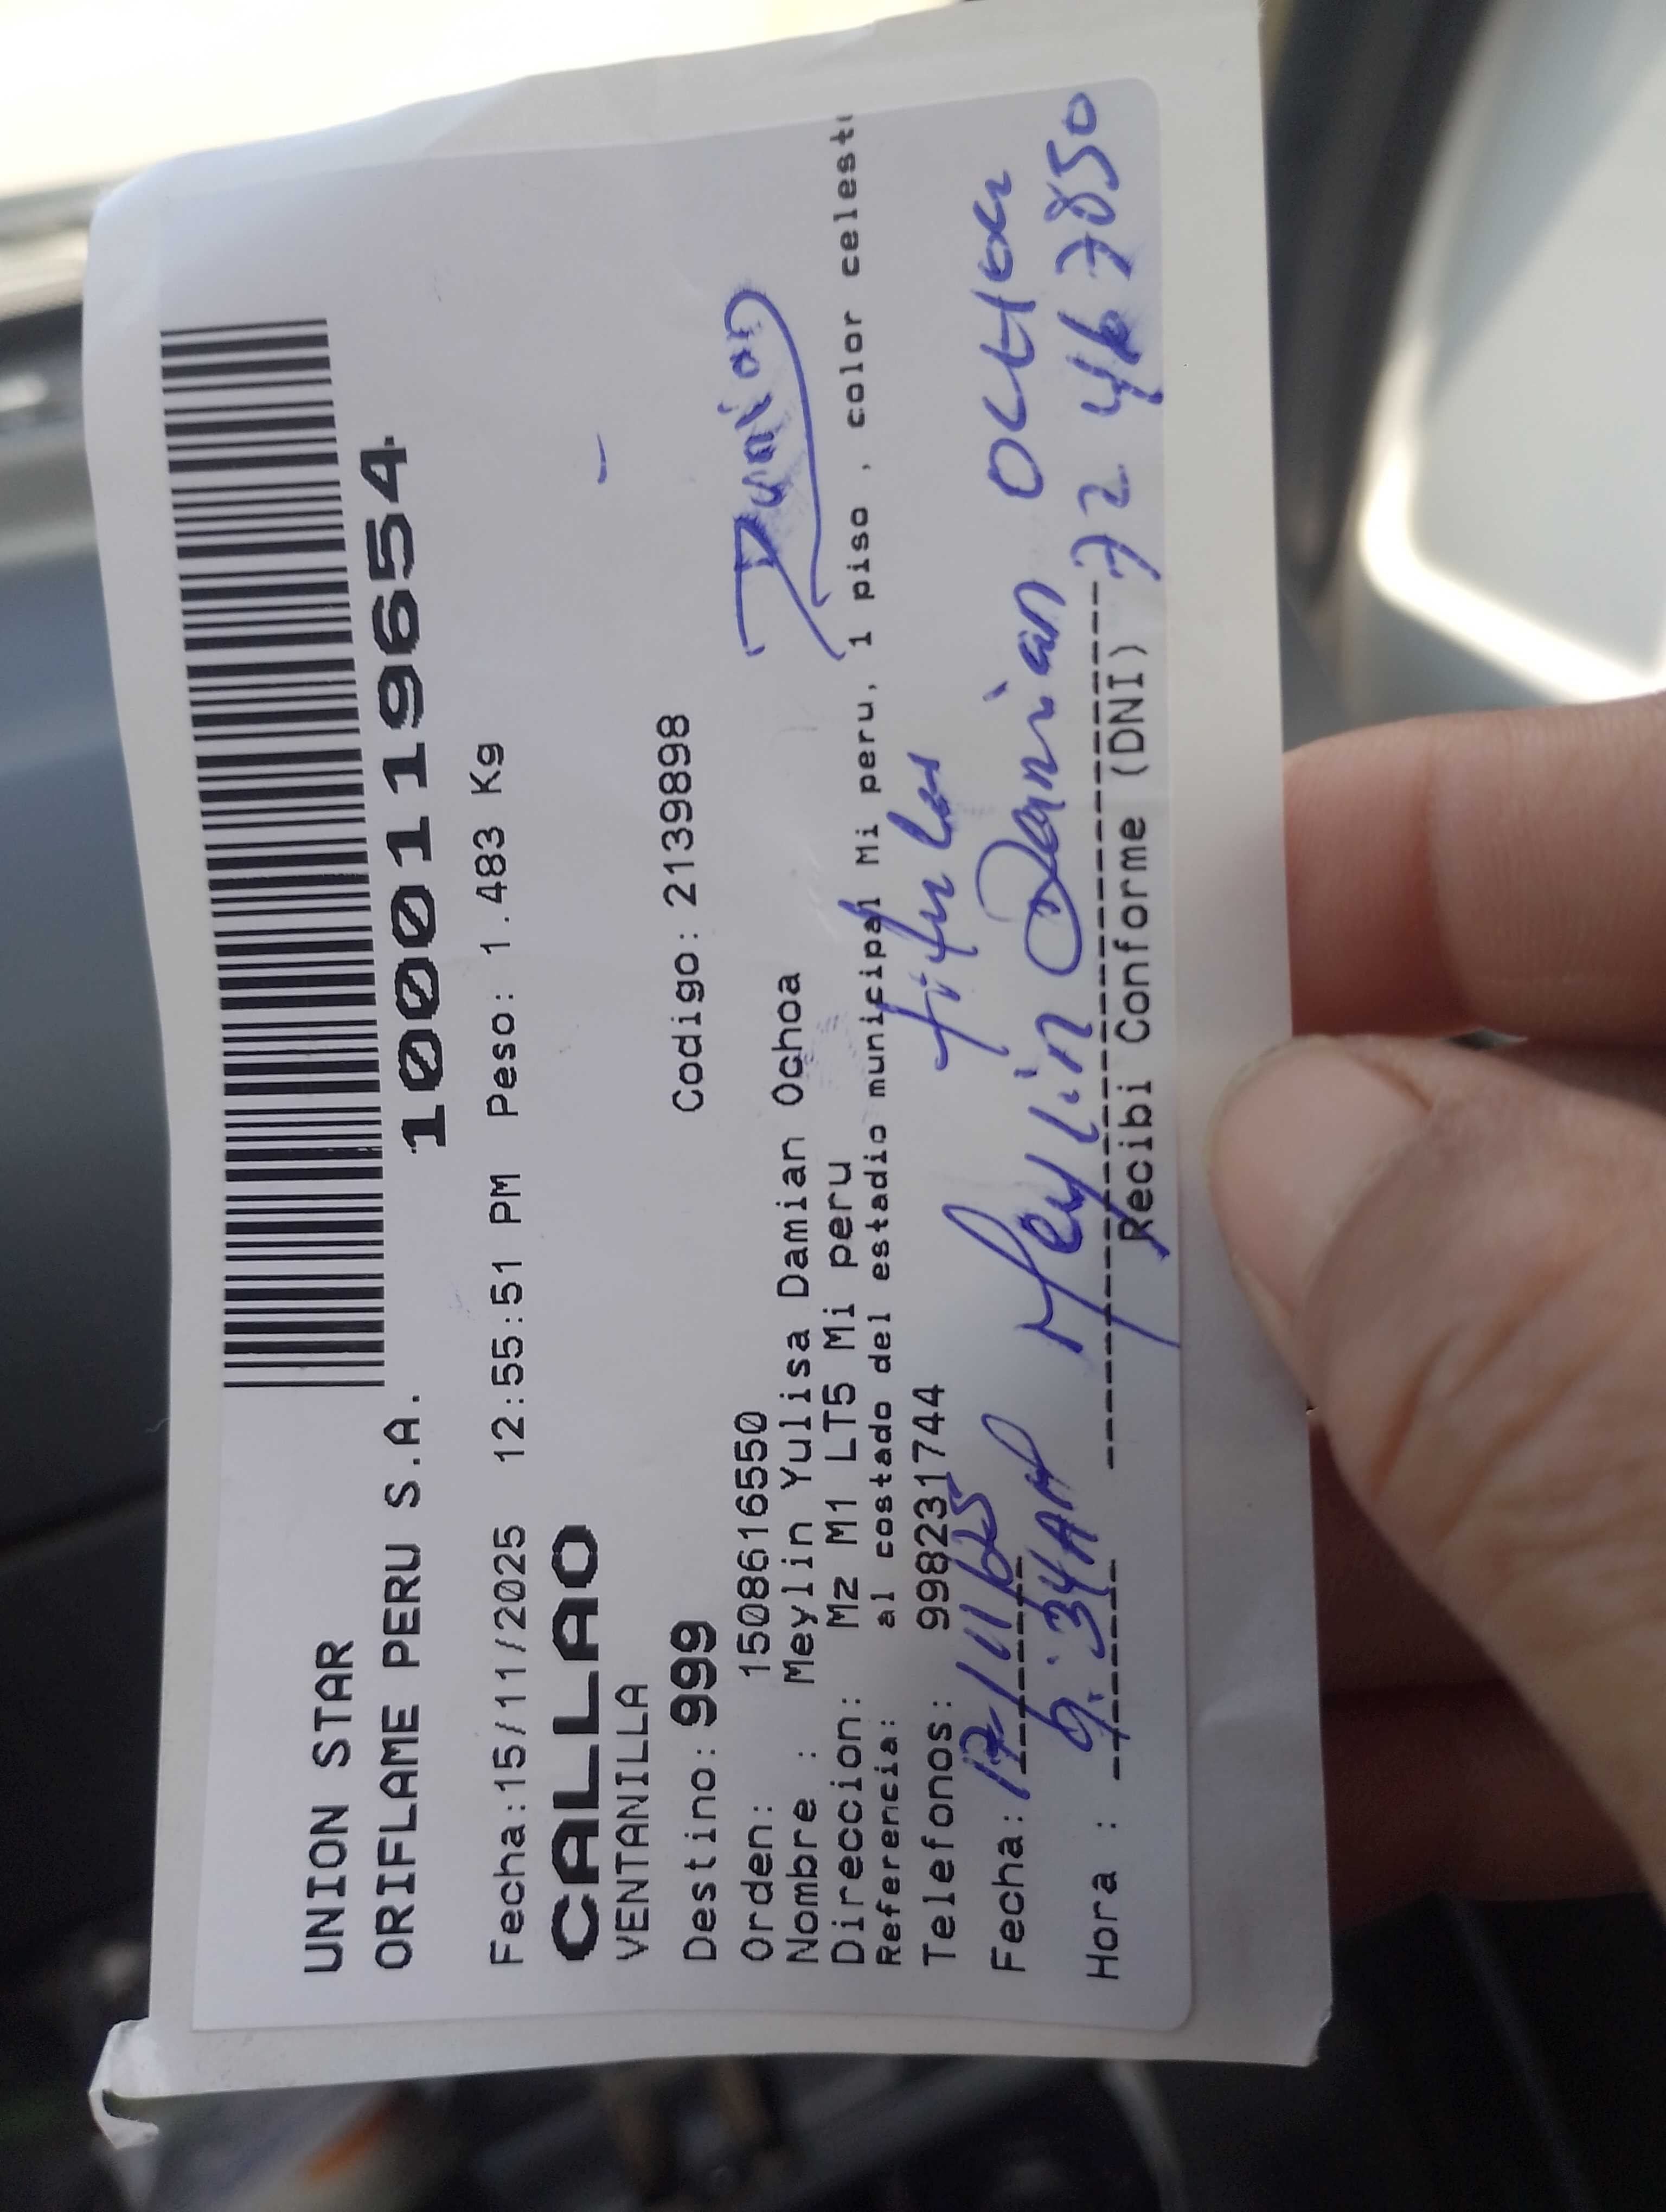 UNION STAR
ORIFLAME PERU S.A.
10001119654
Fecha:15/11/2025 12:55:51 PM Peso: 1.483 Kg
CALLAO
VENTANILLA
Destino: 999 Codigo: 2139898
Orden: 1508616550
Damian
Nombre : Meylin Yulisa Damian Ochoa
Direccion: Mz M1 LT5 Mi peru
Referencia: al costado del estadio municipal Mi peru, 1 piso , color celest
Telefonos: 998231744
titular
Fecha: 17/11/25
Meylin Damian Ochoa
Hora : 9:34AM
Recibi Conforme (DNI) 72467850